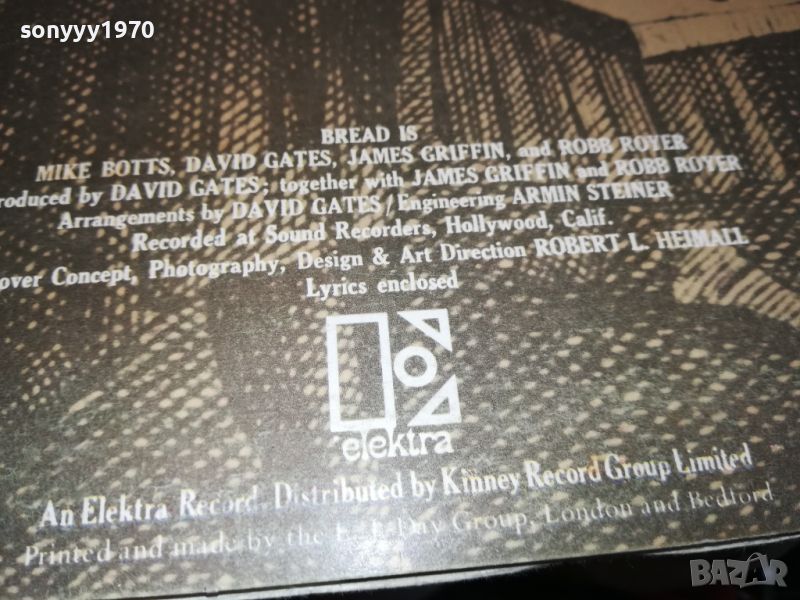 sonyyy1970
BREAD IS
MIKE BOTTS, DAVID GATES, JAMES GRIFFIN, and ROBB ROYER
roduced by DAVID GATES; together with JAMES GRIFFIN and ROBB ROYER
Arrangements by DAVID GATES / Engineering ARMIN STEINER
Recorded at Sound Recorders, Hollywood, Calif.
over Concept, Photography, Design & Art Direction ROBERT L. HEIMALL
Lyrics enclosed
elektra
An Elektra Record. Distributed by Kinney Record Group Limited
Printed and made by the Day Group, London and Bedford
BAZAR